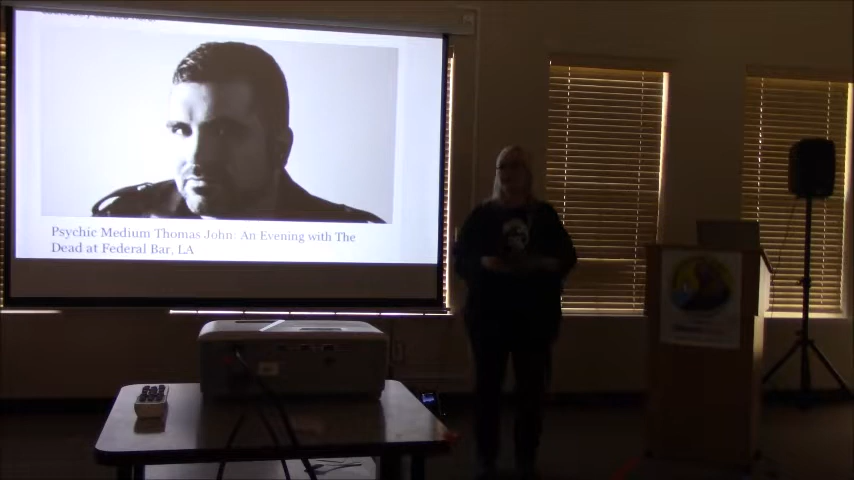 Psychic Medium Thomas John: An Evening with The
Dead at Federal Bar, LA